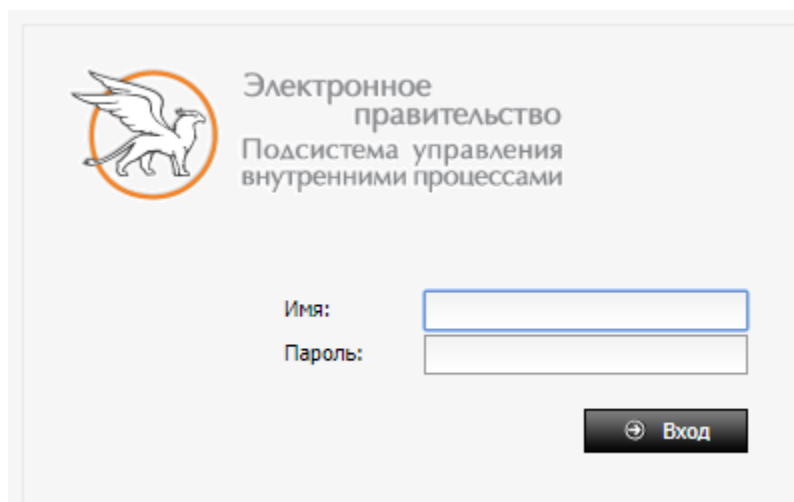 Электронное
правительство
Подсистема управления
внутренними процессами
Имя:
Пароль:
Вход